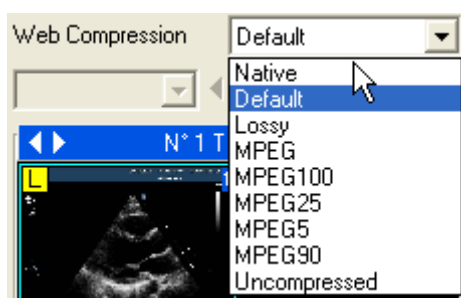 Web Compression Default
Native
Default
Lossy
N° 1 T
MPEG
L
MPEG100
MPEG25
MPEG5
MPEG90
Uncompressed